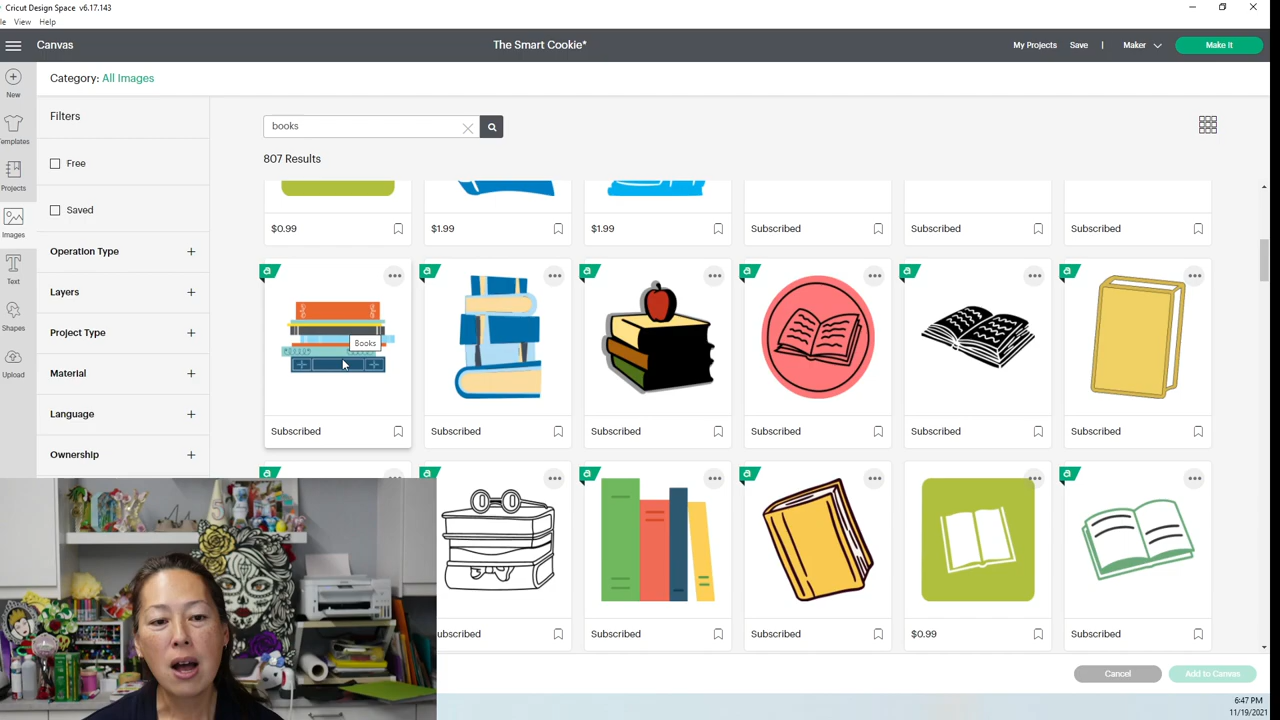 Cricut Design Space v6.17.143
le View Help
Canvas
The Smart Cookie*
My Projects Save | Maker Make It
Category: All Images
New
Templates
Projects
Images
Text
Shapes
Upload
Filters
Free
Saved
Operation Type +
Layers +
Project Type +
Material +
Language +
Ownership +
books
807 Results
$0.99
$1.99
$1.99
Subscribed
Subscribed
Subscribed
a
a
a
a
a
Books
Subscribed
Subscribed
Subscribed
Subscribed
Subscribed
Subscribed
a
a
a
a
a
ubscribed
Subscribed
Subscribed
$0.99
Subscribed
5
Cancel
Add to Canvas
6:47 PM
11/19/2021